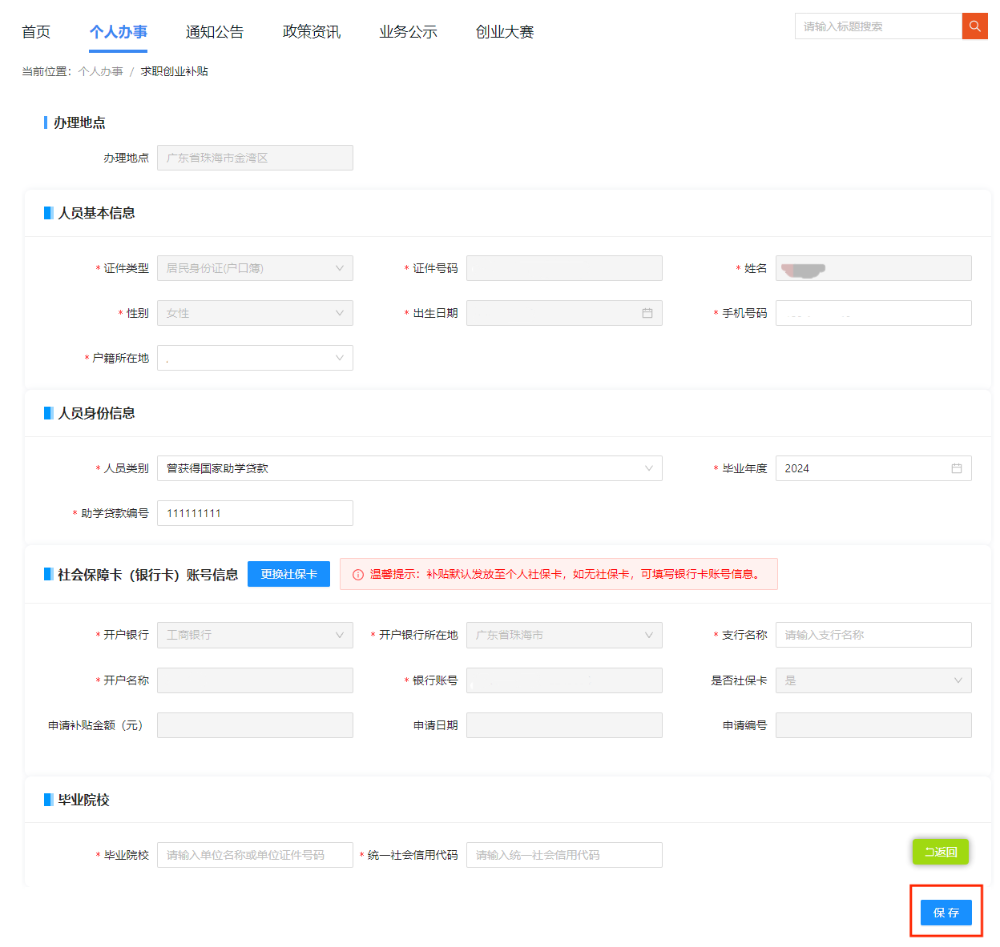 首页 个人办事 通知公告 政策资讯 业务公示 创业大赛 请输入标题搜索
当前位置：个人办事 / 求职创业补贴
办理地点
办理地点 广东省珠海市金湾区
人员基本信息
* 证件类型 居民身份证(户口簿) * 证件号码 * 姓名
* 性别 女性 * 出生日期 * 手机号码
* 户籍所在地
人员身份信息
* 人员类别 曾获得国家助学贷款 * 毕业年度 2024
* 助学贷款编号 111111111
社会保障卡（银行卡）账号信息 更换社保卡 温馨提示：补贴默认发放至个人社保卡，如无社保卡，可填写银行卡账号信息。
* 开户银行 工商银行 * 开户银行所在地 广东省珠海市 * 支行名称 请输入支行名称
* 开户名称 * 银行账号 是否社保卡 是
申请补贴金额（元） 申请日期 申请编号
毕业院校
* 毕业院校 请输入单位名称或单位证件号码 * 统一社会信用代码 请输入统一社会信用代码 返回
保存